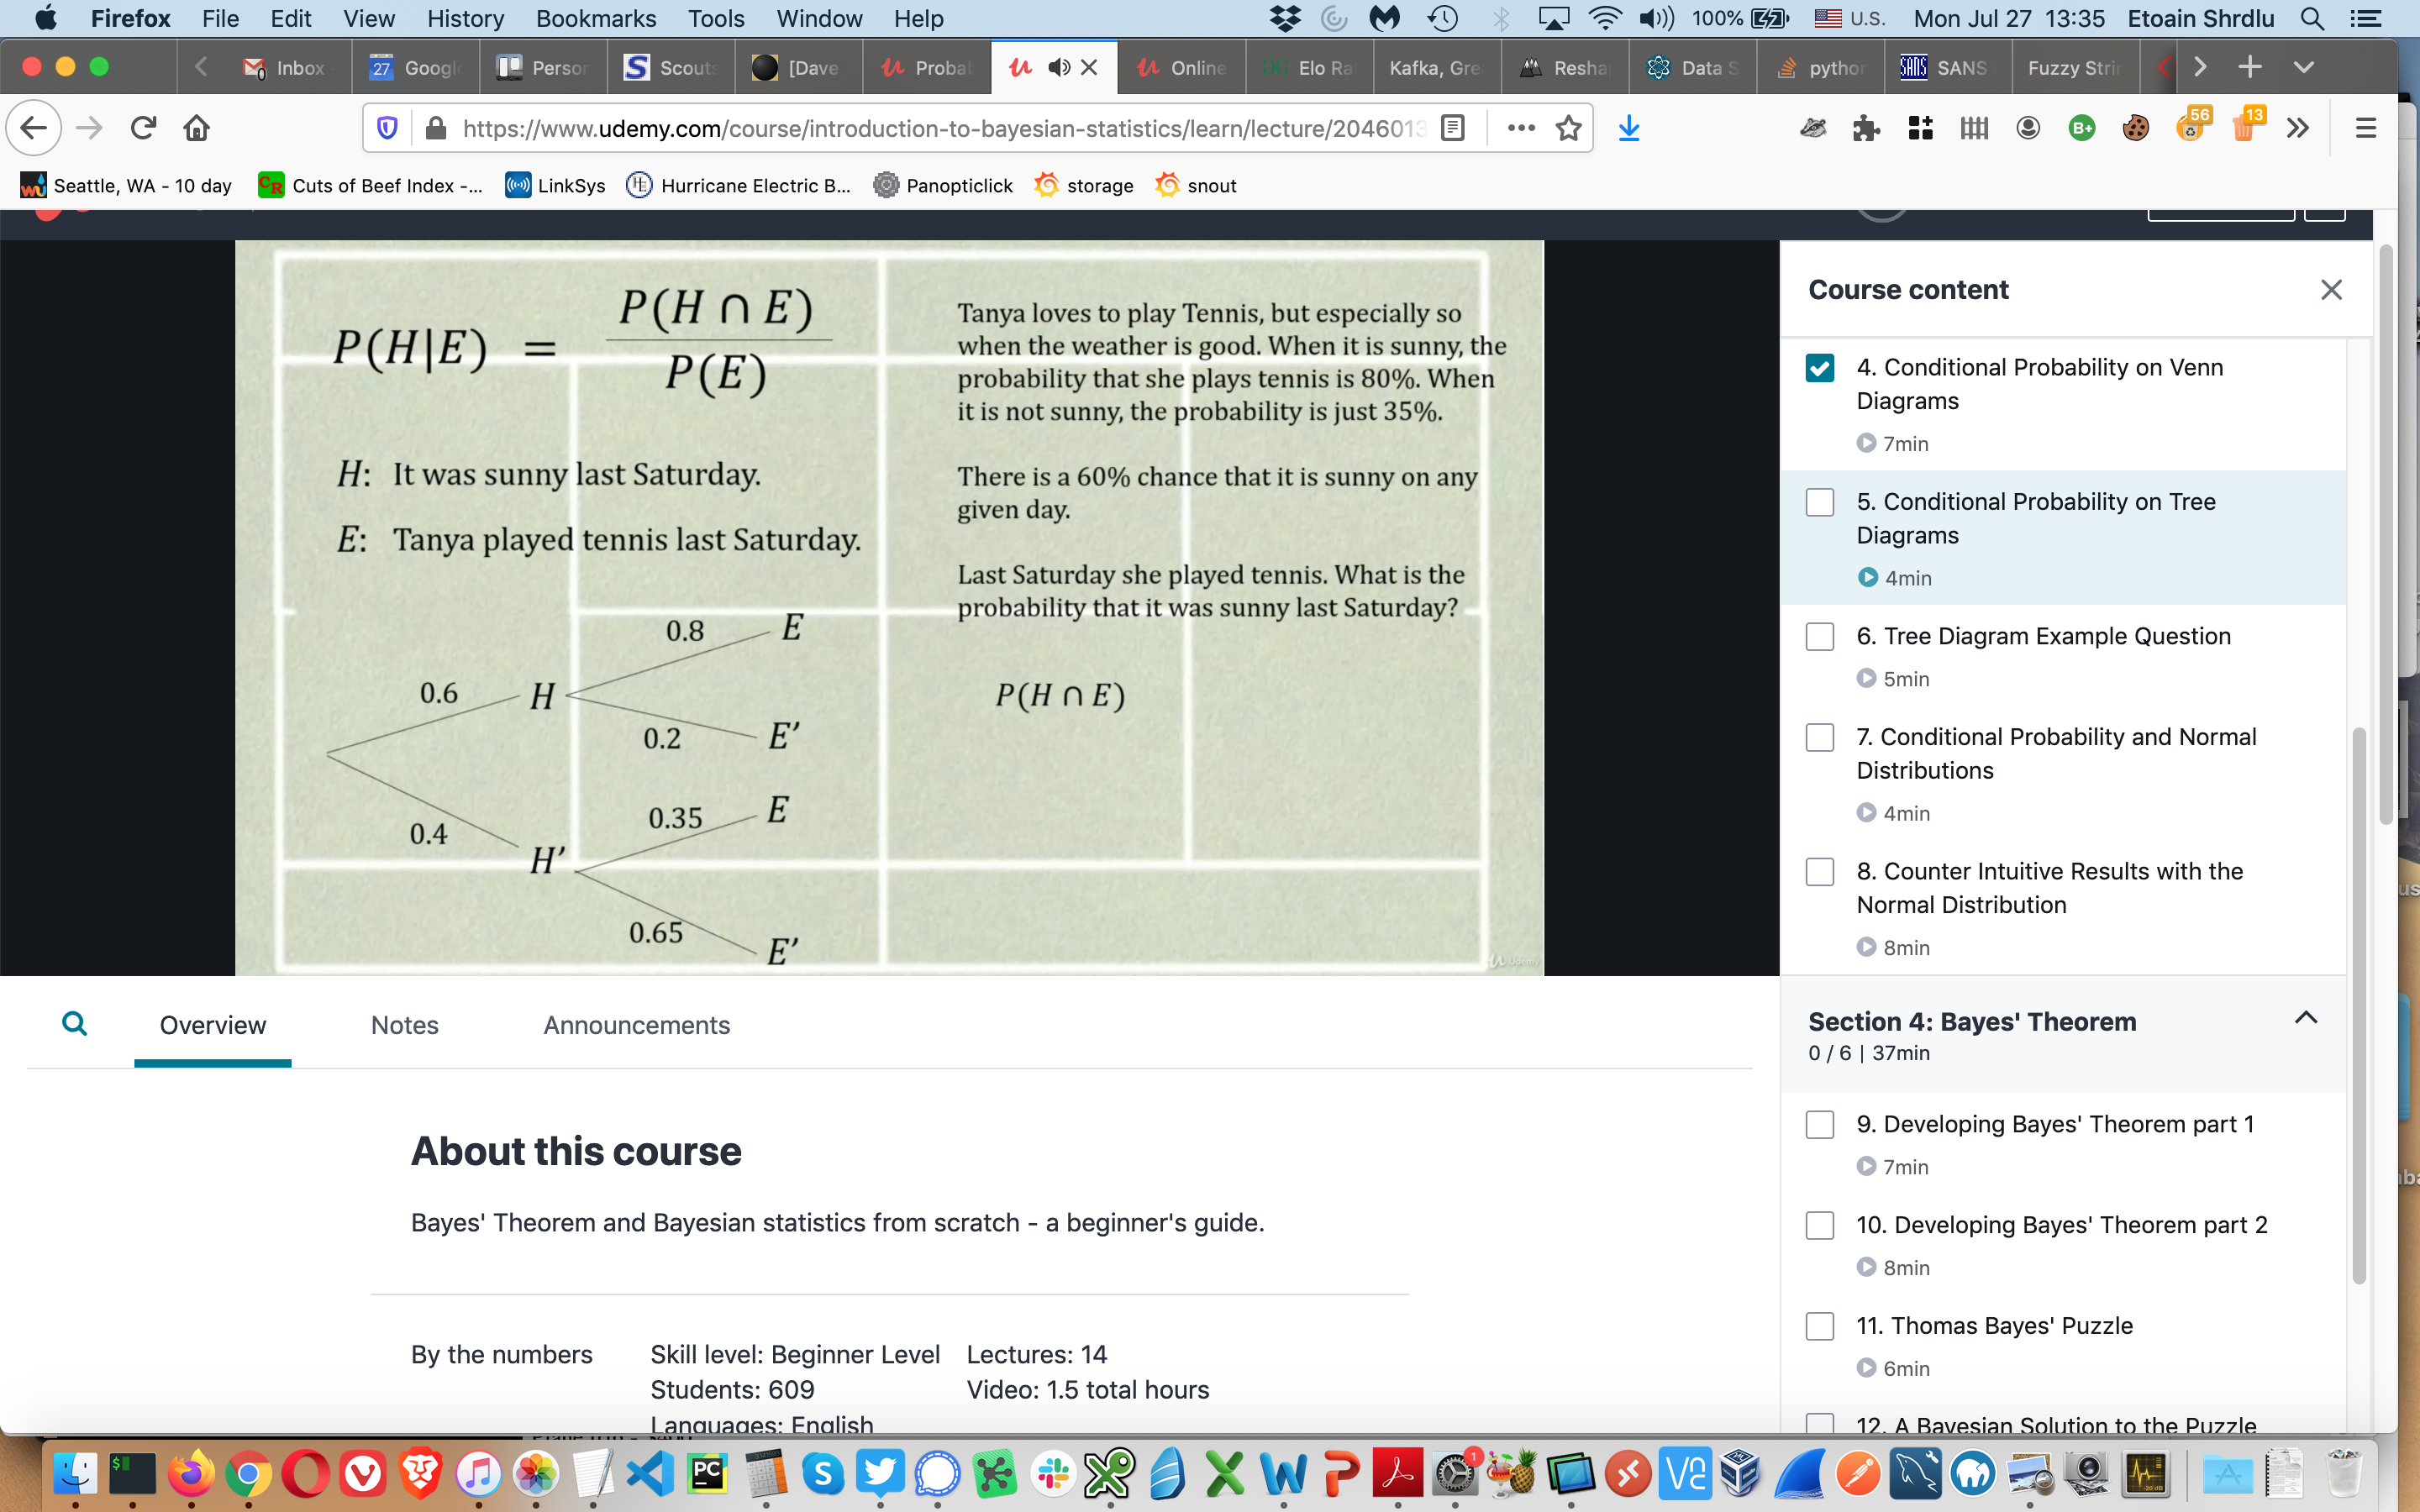 Firefox File Edit View History Bookmarks Tools Window Help 100% U.S. Mon Jul 27 13:35 Etoain Shrdlu
Inbox 27 Googl Person Scouts [Dave Probab Online Elo Ra Kafka, Gre Resha Data S python SANS Fuzzy Stri
https://www.udemy.com/course/introduction-to-bayesian-statistics/learn/lecture/2046013 56 13
Seattle, WA - 10 day Cuts of Beef Index -... LinkSys Hurricane Electric B... Panopticlick storage snout
P(H|E) = P(H ∩ E)
P(E)
H: It was sunny last Saturday.
E: Tanya played tennis last Saturday.
0.8 E
0.6 H
0.2 E’
0.35 E
0.4 H’
0.65 E’
Tanya loves to play Tennis, but especially so
when the weather is good. When it is sunny, the
probability that she plays tennis is 80%. When
it is not sunny, the probability is just 35%.
There is a 60% chance that it is sunny on any
given day.
Last Saturday she played tennis. What is the
probability that it was sunny last Saturday?
P(H ∩ E)
Udemy
Course content
4. Conditional Probability on Venn
Diagrams
7min
5. Conditional Probability on Tree
Diagrams
4min
6. Tree Diagram Example Question
5min
7. Conditional Probability and Normal
Distributions
4min
8. Counter Intuitive Results with the
Normal Distribution
8min
Section 4: Bayes' Theorem
0 / 6 | 37min
9. Developing Bayes' Theorem part 1
7min
10. Developing Bayes' Theorem part 2
8min
11. Thomas Bayes' Puzzle
6min
12. A Bayesian Solution to the Puzzle
Overview Notes Announcements
About this course
Bayes' Theorem and Bayesian statistics from scratch - a beginner's guide.
By the numbers
Skill level: Beginner Level Lectures: 14
Students: 609 Video: 1.5 total hours
Languages: English